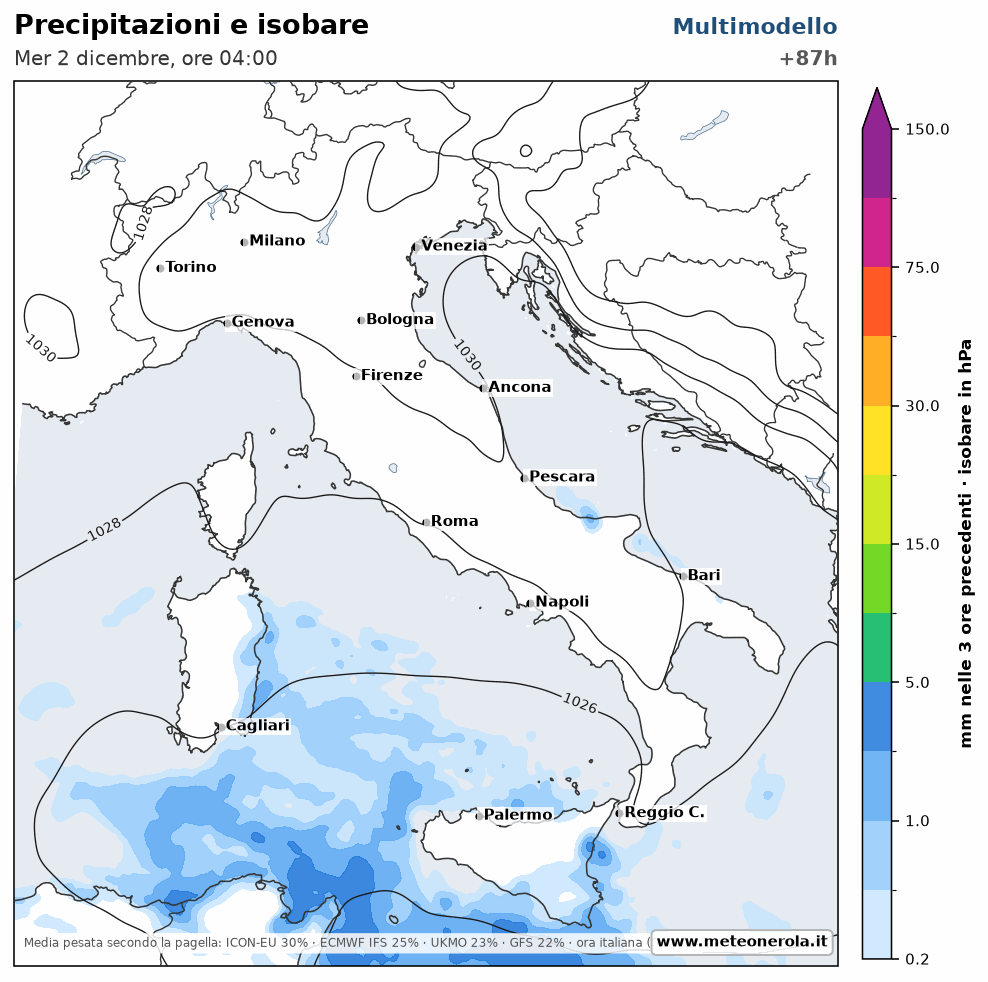 Precipitazioni e isobare
Multimodello
Mer 2 dicembre, ore 04:00
+87h
150.0
75.0
30.0
15.0
5.0
1.0
0.2
mm nelle 3 ore precedenti · isobare in hPa
1028
Milano
Venezia
Torino
Bologna
Genova
1030
1030
Firenze
Ancona
Pescara
1028
Roma
Bari
Napoli
1026
Cagliari
Palermo
Reggio C.
Media pesata secondo la pagella: ICON-EU 30% · ECMWF IFS 25% · UKMO 23% · GFS 22% · ora italiana (
www.meteonerola.it